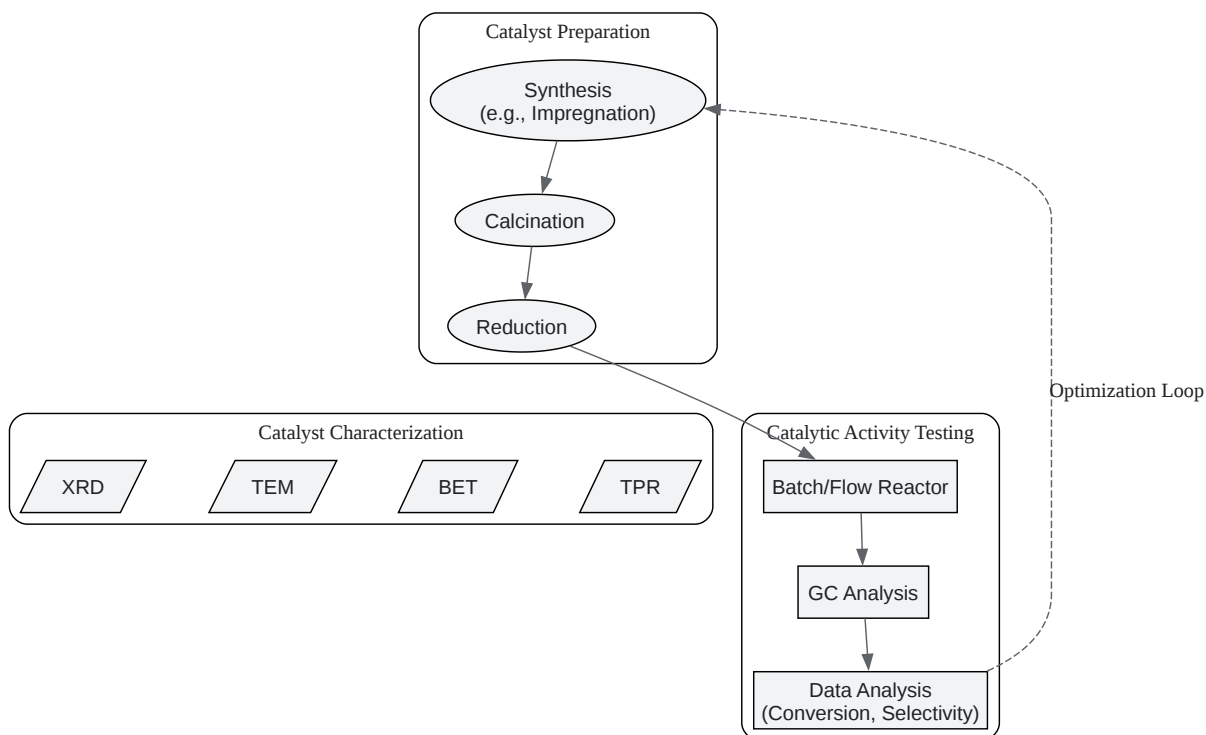 Catalyst Preparation
Synthesis
(e.g., Impregnation)
Calcination
Reduction
Optimization Loop
Catalyst Characterization
XRD
TEM
BET
TPR
Catalytic Activity Testing
Batch/Flow Reactor
GC Analysis
Data Analysis
(Conversion, Selectivity)